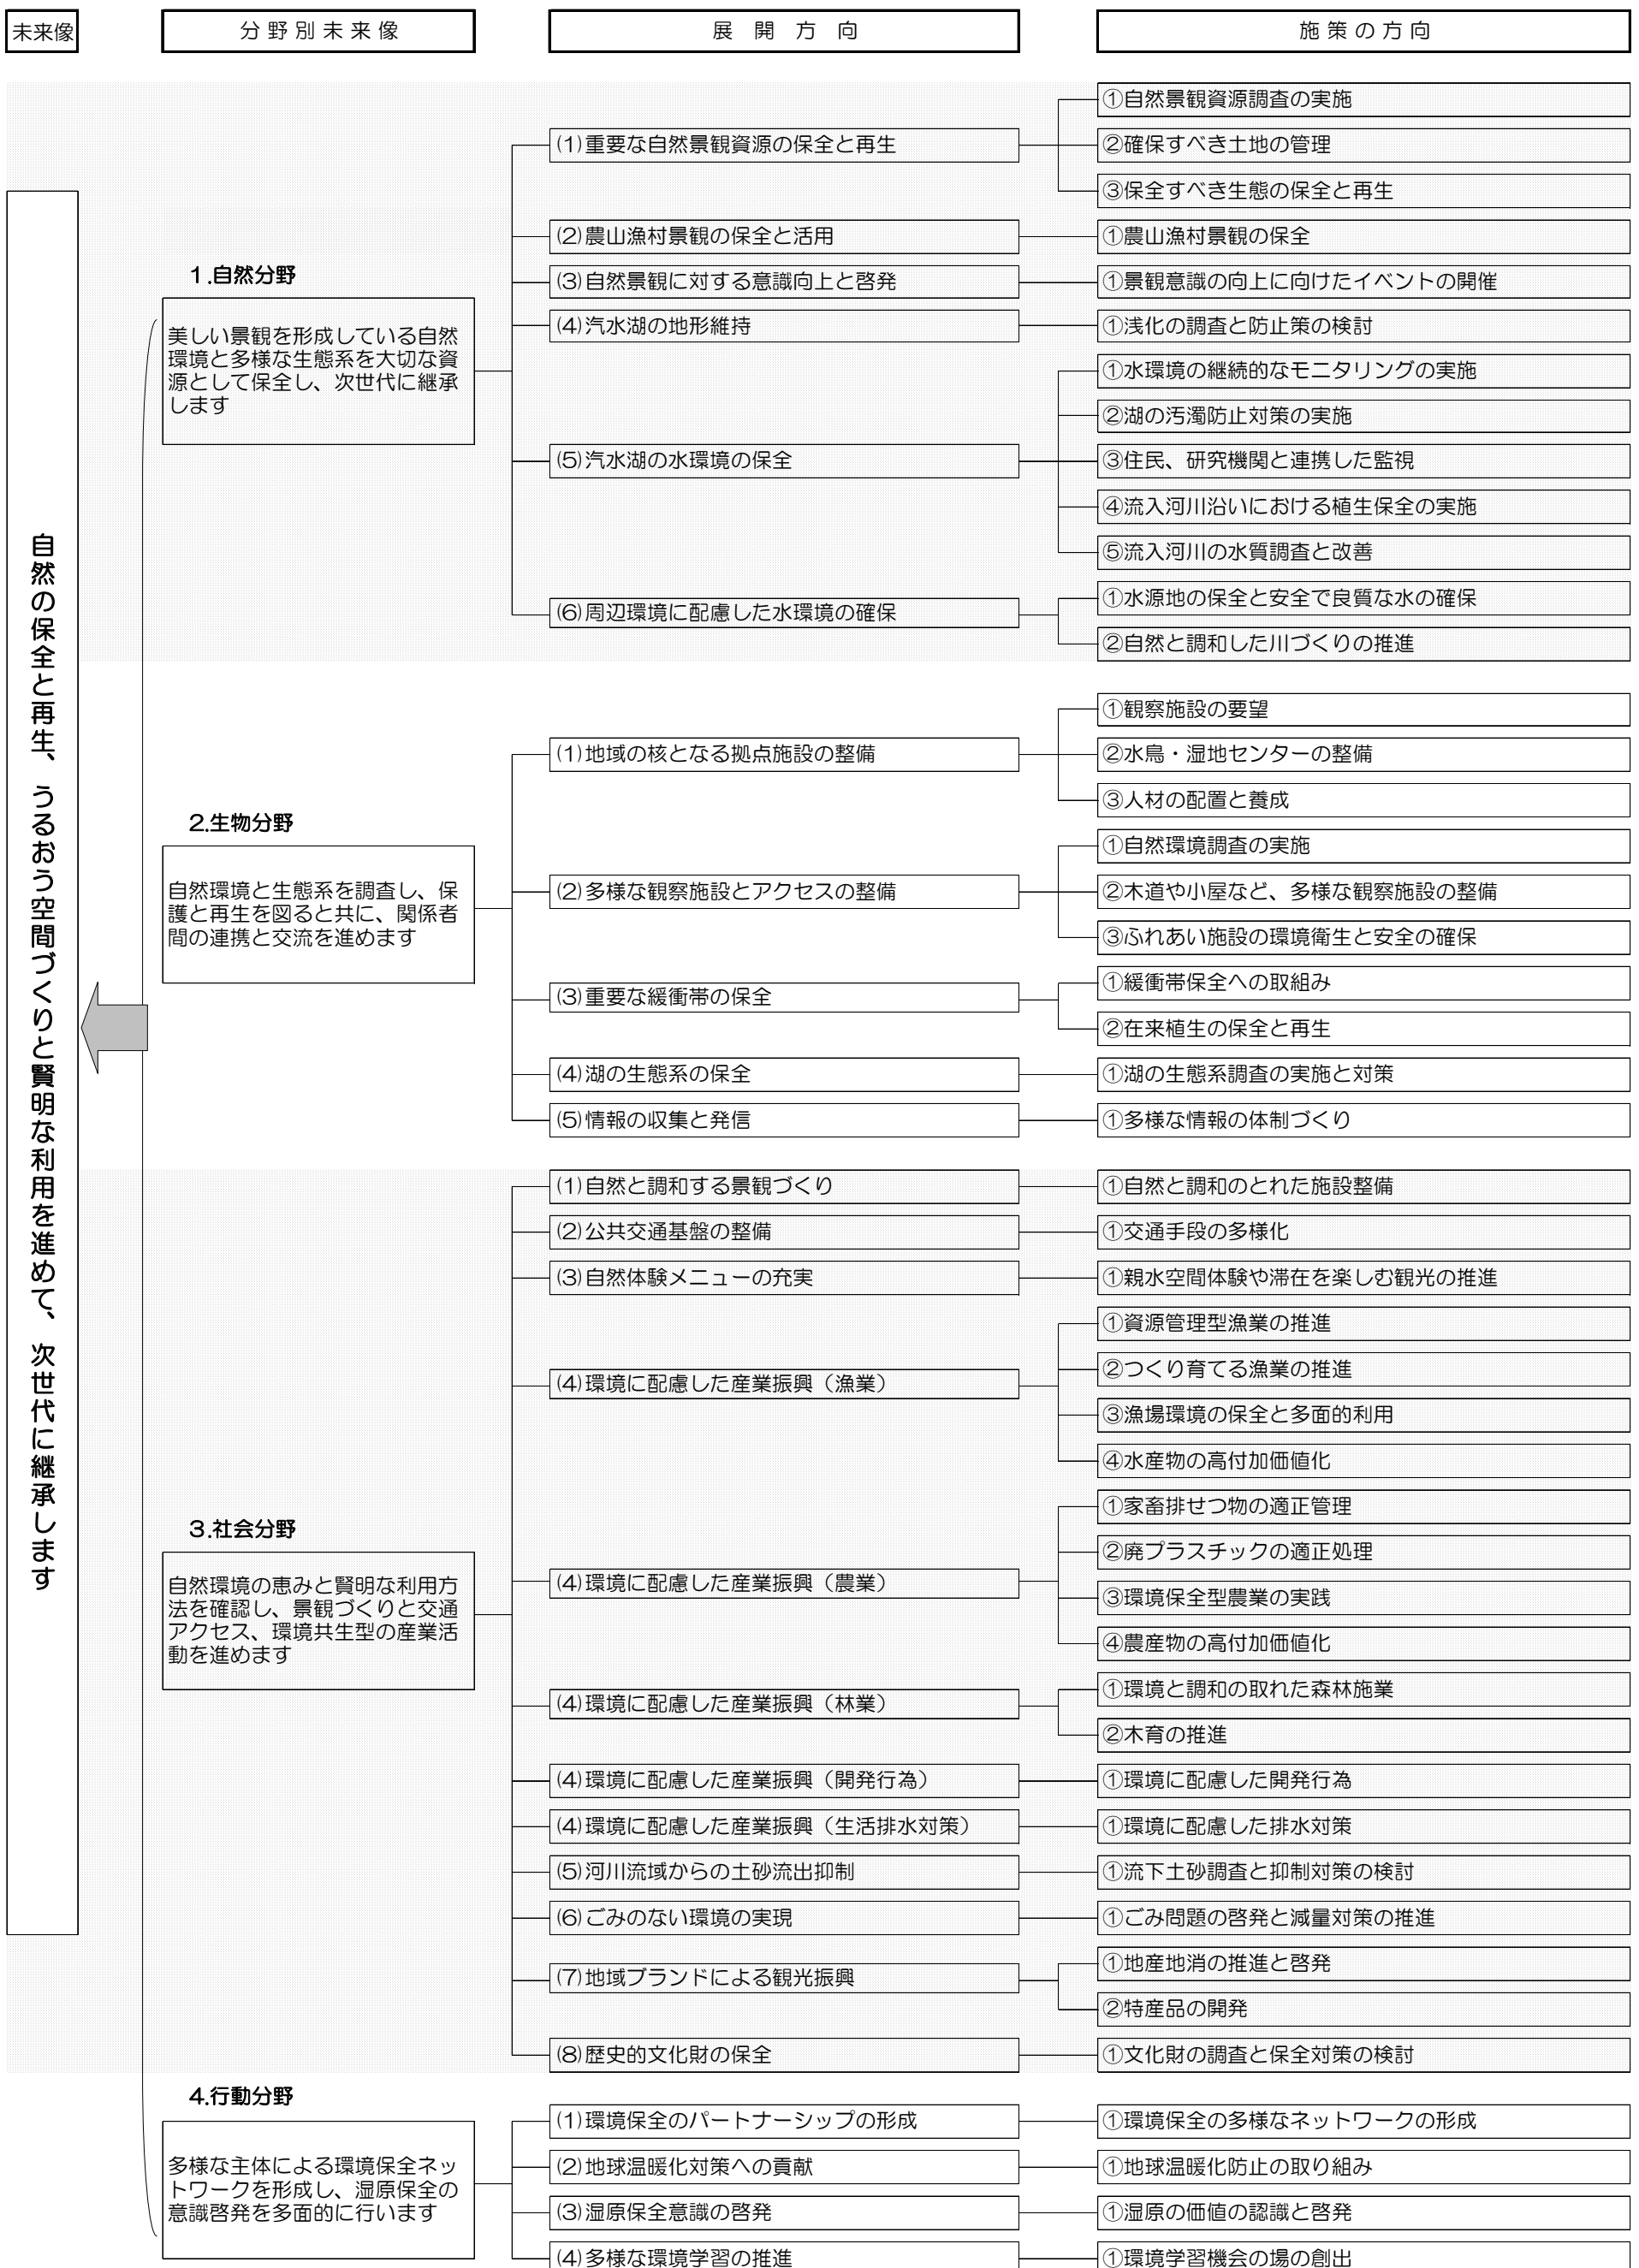 未来像
分野別未来像
展開方向
施策の方向
自然の保全と再生、うるおう空間づくりと賢明な利用を進めて、次世代に継承します
1.自然分野
美しい景観を形成している自然
環境と多様な生態系を大切な資
源として保全し、次世代に継承
します
(1)重要な自然景観資源の保全と再生
①自然景観資源調査の実施
②確保すべき土地の管理
③保全すべき生態の保全と再生
(2)農山漁村景観の保全と活用
①農山漁村景観の保全
(3)自然景観に対する意識向上と啓発
①景観意識の向上に向けたイベントの開催
(4)汽水湖の地形維持
①浅化の調査と防止策の検討
(5)汽水湖の水環境の保全
①水環境の継続的なモニタリングの実施
②湖の汚濁防止対策の実施
③住民、研究機関と連携した監視
④流入河川沿いにおける植生保全の実施
⑤流入河川の水質調査と改善
(6)周辺環境に配慮した水環境の確保
①水源地の保全と安全で良質な水の確保
②自然と調和した川づくりの推進
2.生物分野
自然環境と生態系を調査し、保
護と再生を図ると共に、関係者
間の連携と交流を進めます
(1)地域の核となる拠点施設の整備
①観察施設の要望
②水鳥・湿地センターの整備
③人材の配置と養成
(2)多様な観察施設とアクセスの整備
①自然環境調査の実施
②木道や小屋など、多様な観察施設の整備
③ふれあい施設の環境衛生と安全の確保
(3)重要な緩衝帯の保全
①緩衝帯保全への取組み
②在来植生の保全と再生
(4)湖の生態系の保全
①湖の生態系調査の実施と対策
(5)情報の収集と発信
①多様な情報の体制づくり
3.社会分野
自然環境の恵みと賢明な利用方
法を確認し、景観づくりと交通
アクセス、環境共生型の産業活
動を進めます
(1)自然と調和する景観づくり
①自然と調和のとれた施設整備
(2)公共交通基盤の整備
①交通手段の多様化
(3)自然体験メニューの充実
①親水空間体験や滞在を楽しむ観光の推進
(4)環境に配慮した産業振興（漁業）
①資源管理型漁業の推進
②つくり育てる漁業の推進
③漁場環境の保全と多面的利用
④水産物の高付加価値化
(4)環境に配慮した産業振興（農業）
①家畜排せつ物の適正管理
②廃プラスチックの適正処理
③環境保全型農業の実践
④農産物の高付加価値化
(4)環境に配慮した産業振興（林業）
①環境と調和の取れた森林施業
②木育の推進
(4)環境に配慮した産業振興（開発行為）
①環境に配慮した開発行為
(4)環境に配慮した産業振興（生活排水対策）
①環境に配慮した排水対策
(5)河川流域からの土砂流出抑制
①流下土砂調査と抑制対策の検討
(6)ごみのない環境の実現
①ごみ問題の啓発と減量対策の推進
(7)地域ブランドによる観光振興
①地産地消の推進と啓発
②特産品の開発
(8)歴史的文化財の保全
①文化財の調査と保全対策の検討
4.行動分野
多様な主体による環境保全ネッ
トワークを形成し、湿原保全の
意識啓発を多面的に行います
(1)環境保全のパートナーシップの形成
①環境保全の多様なネットワークの形成
(2)地球温暖化対策への貢献
①地球温暖化防止の取り組み
(3)湿原保全意識の啓発
①湿原の価値の認識と啓発
(4)多様な環境学習の推進
①環境学習機会の場の創出